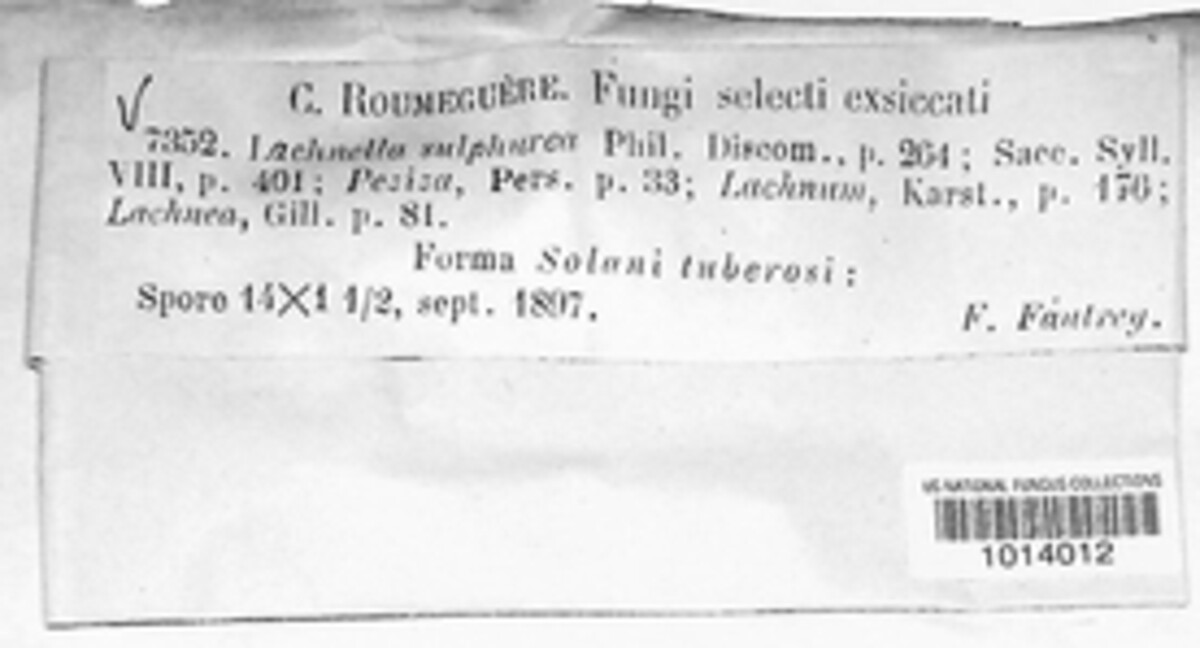 C. ROUMEGUÈRE. Fungi selecti exsiccati
7352. Lachnella sulphurea Phil. Discom., p. 264; Sacc. Syll.
VIII, p. 401; Peziza, Pers. p. 33; Lachnum, Karst., p. 176;
Lachnea, Gill. p. 81.
Forma Solani tuberosi;
Spore 14×1 1/2, sept. 1897.
F. Fautrey.
US NATIONAL FUNGUS COLLECTIONS
1014012